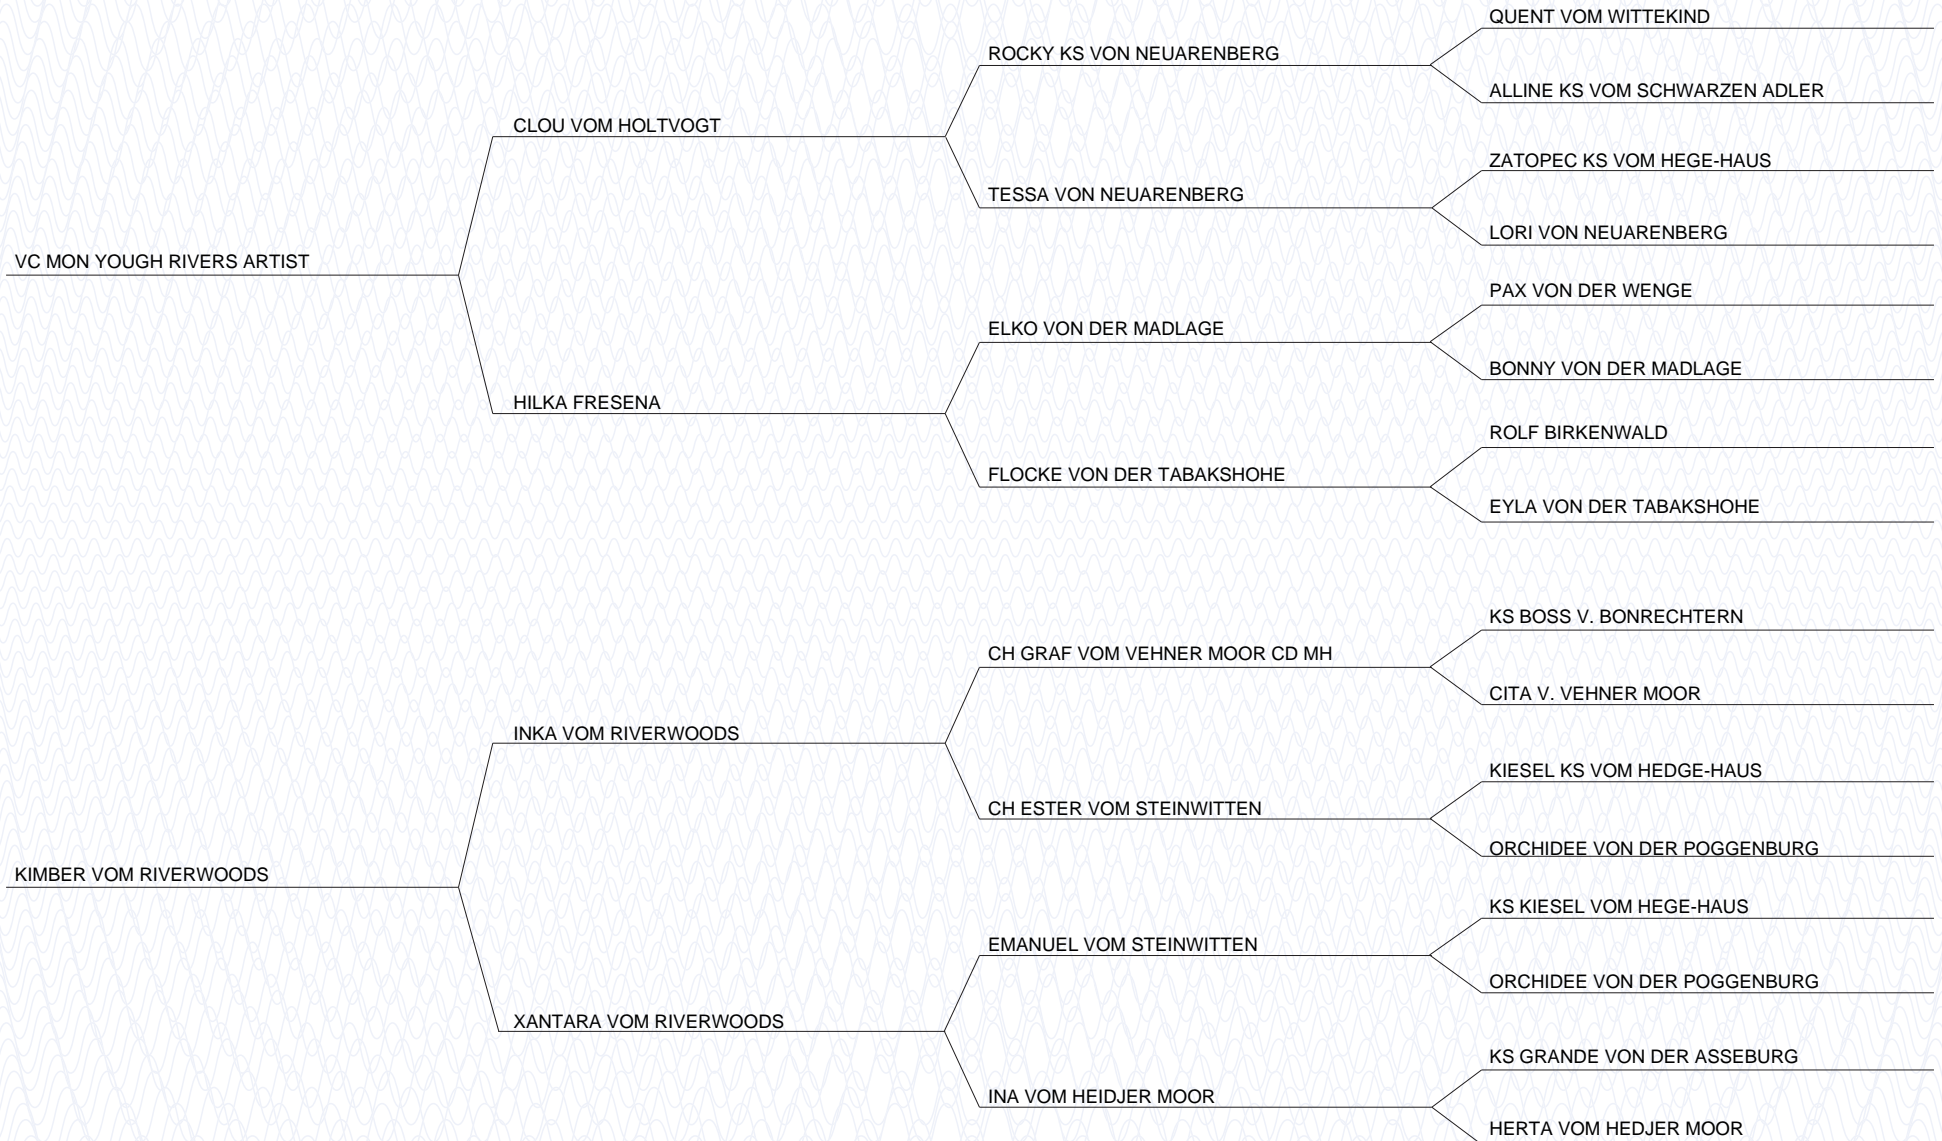 QUENT VOM WITTEKIND
ROCKY KS VON NEUARENBERG
ALLINE KS VOM SCHWARZEN ADLER
CLOU VOM HOLTVOGT
ZATOPEC KS VOM HEGE-HAUS
TESSA VON NEUARENBERG
LORI VON NEUARENBERG
VC MON YOUGH RIVERS ARTIST
PAX VON DER WENGE
ELKO VON DER MADLAGE
BONNY VON DER MADLAGE
HILKA FRESENA
ROLF BIRKENWALD
FLOCKE VON DER TABAKSHOHE
EYLA VON DER TABAKSHOHE
KS BOSS V. BONRECHTERN
CH GRAF VOM VEHNER MOOR CD MH
CITA V. VEHNER MOOR
INKA VOM RIVERWOODS
KIESEL KS VOM HEDGE-HAUS
CH ESTER VOM STEINWITTEN
ORCHIDEE VON DER POGGENBURG
KIMBER VOM RIVERWOODS
KS KIESEL VOM HEGE-HAUS
EMANUEL VOM STEINWITTEN
ORCHIDEE VON DER POGGENBURG
XANTARA VOM RIVERWOODS
KS GRANDE VON DER ASSEBURG
INA VOM HEIDJER MOOR
HERTA VOM HEDJER MOOR